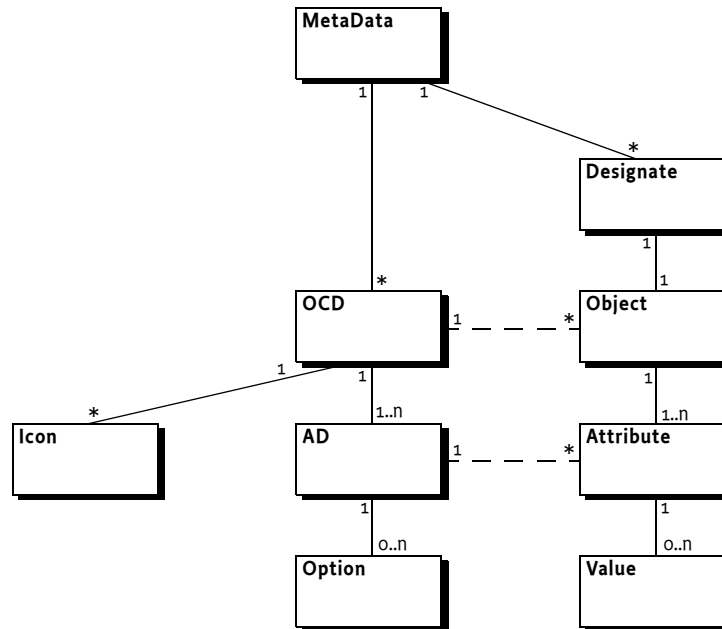 MetaData
1 1
*
Designate
1
* 1
OCD Object
1 *
1 1 1
* 1..n 1..n
Icon AD Attribute
1 *
1 1
0..n 0..n
Option Value